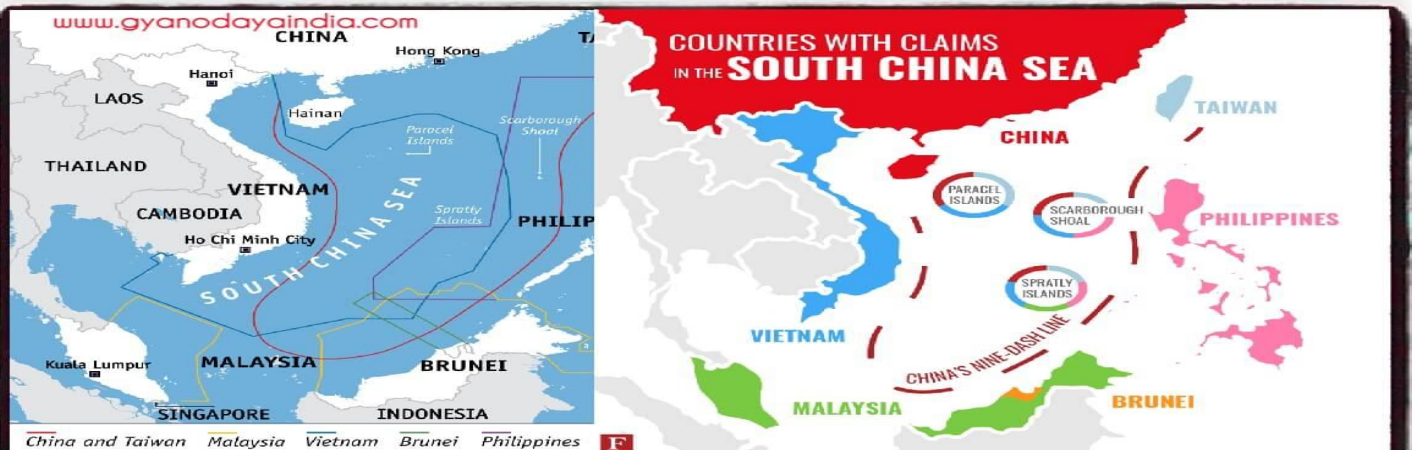 www.gyanodayaindia.com
CHINA
TA
Hong Kong
Hanoi
LAOS
Hainan
Paracel
Islands
Scarborough
Shoal
THAILAND
VIETNAM
CAMBODIA
Spratly
Islands
PHILIP
Ho Chi Minh City
SOUTH CHINA SEA
Kuala Lumpur
MALAYSIA
BRUNEI
SINGAPORE
INDONESIA
China and Taiwan Malaysia Vietnam Brunei Philippines
COUNTRIES WITH CLAIMS
IN THE SOUTH CHINA SEA
TAIWAN
CHINA
PARACEL
ISLANDS
SCARBOROUGH
SHOAL
PHILIPPINES
SPRATLY
ISLANDS
VIETNAM
CHINA'S NINE-DASH LINE
MALAYSIA
BRUNEI
F